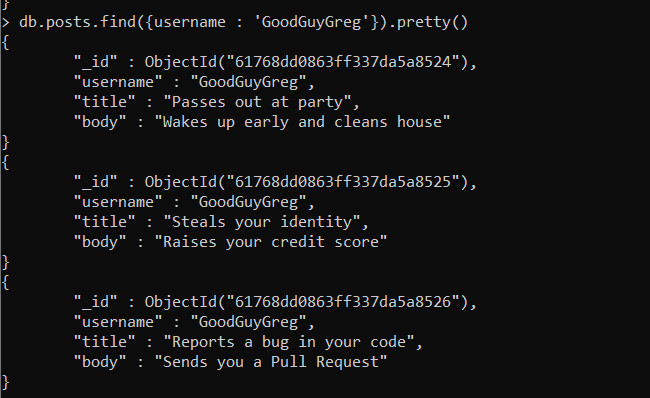 }
> db.posts.find({username : 'GoodGuyGreg'}).pretty()
{
        "_id" : ObjectId("61768dd0863ff337da5a8524"),
        "username" : "GoodGuyGreg",
        "title" : "Passes out at party",
        "body" : "Wakes up early and cleans house"
}
{
        "_id" : ObjectId("61768dd0863ff337da5a8525"),
        "username" : "GoodGuyGreg",
        "title" : "Steals your identity",
        "body" : "Raises your credit score"
}
{
        "_id" : ObjectId("61768dd0863ff337da5a8526"),
        "username" : "GoodGuyGreg",
        "title" : "Reports a bug in your code",
        "body" : "Sends you a Pull Request"
}